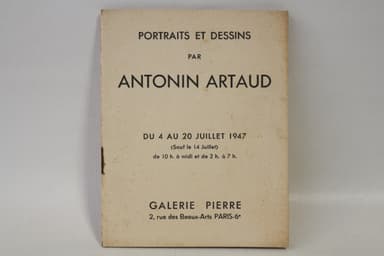 PORTRAITS ET DESSINS
PAR
ANTONIN ARTAUD
DU 4 AU 20 JUILLET 1947
(Sauf le 14 Juillet)
de 10 h. à midi et de 2 h. à 7 h.
GALERIE PIERRE
2, rue des Beaux-Arts PARIS-6e